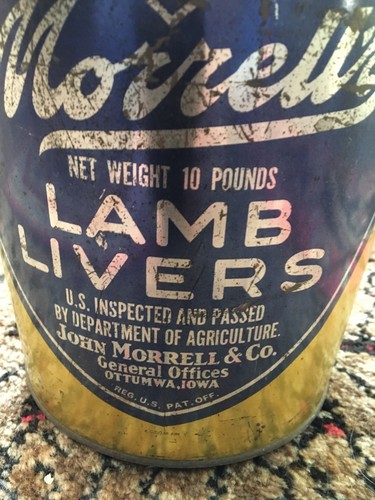 Morrell
NET WEIGHT 10 POUNDS
LAMB
LIVERS
U.S. INSPECTED AND PASSED
BY DEPARTMENT OF AGRICULTURE.
JOHN MORRELL & CO.
General Offices
OTTUMWA, IOWA
REG. U.S. PAT. OFF.